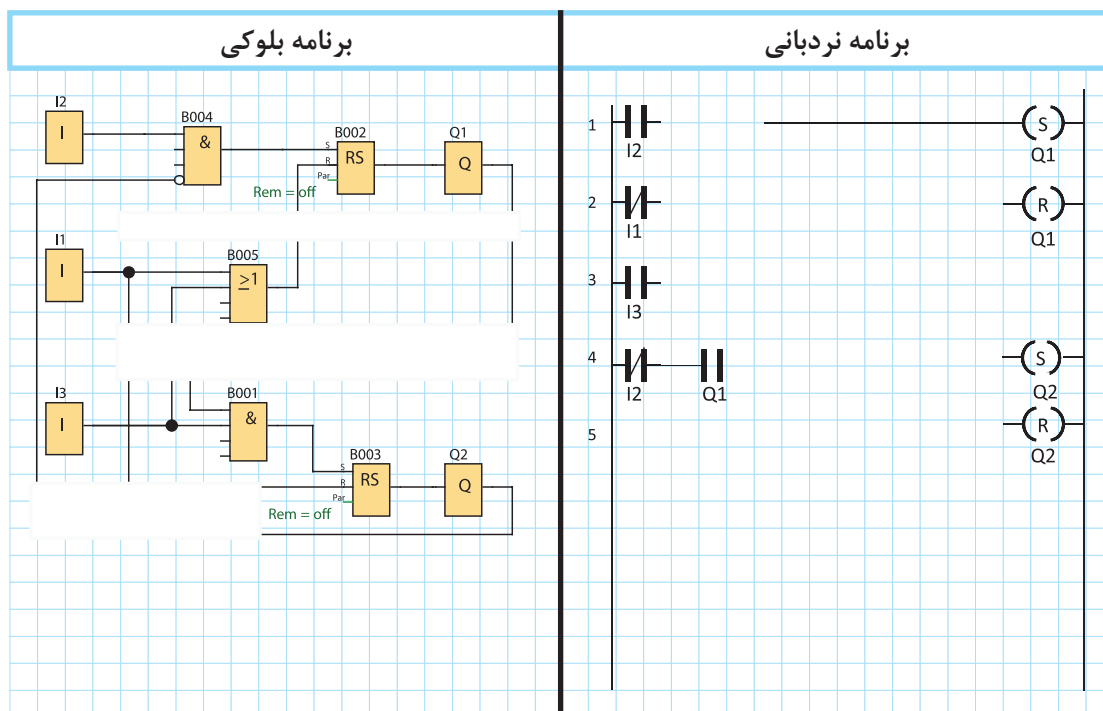 برنامه نردبانی
برنامه بلوکی
I2
I
B004
&
B002
S
R
Par
RS
Rem = off
Q1
Q
I1
I
B005
≥1
I3
I
B001
&
B003
S
R
Par
RS
Rem = off
Q2
Q
1
I2
S
Q1
2
I1
R
Q1
3
I3
4
I2
Q1
S
Q2
5
R
Q2